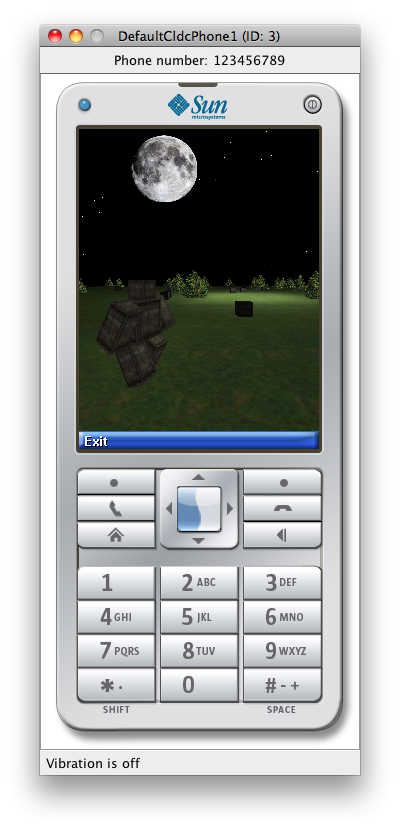 DefaultCldcPhone1 (ID: 3)
Phone number: 123456789
Sun
microsystems
Exit
1 2 ABC 3 DEF
4 GHI 5 JKL 6 MNO
7 PQRS 8 TUV 9 WXYZ
* . 0 # - +
SHIFT SPACE
Vibration is off